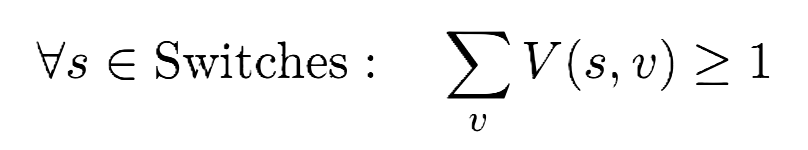 ∀s ∈ Switches : ∑_v V(s, v) ≥ 1